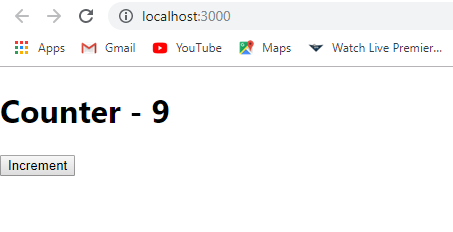 localhost:3000
Apps Gmail YouTube Maps Watch Live Premier...
Counter - 9
Increment